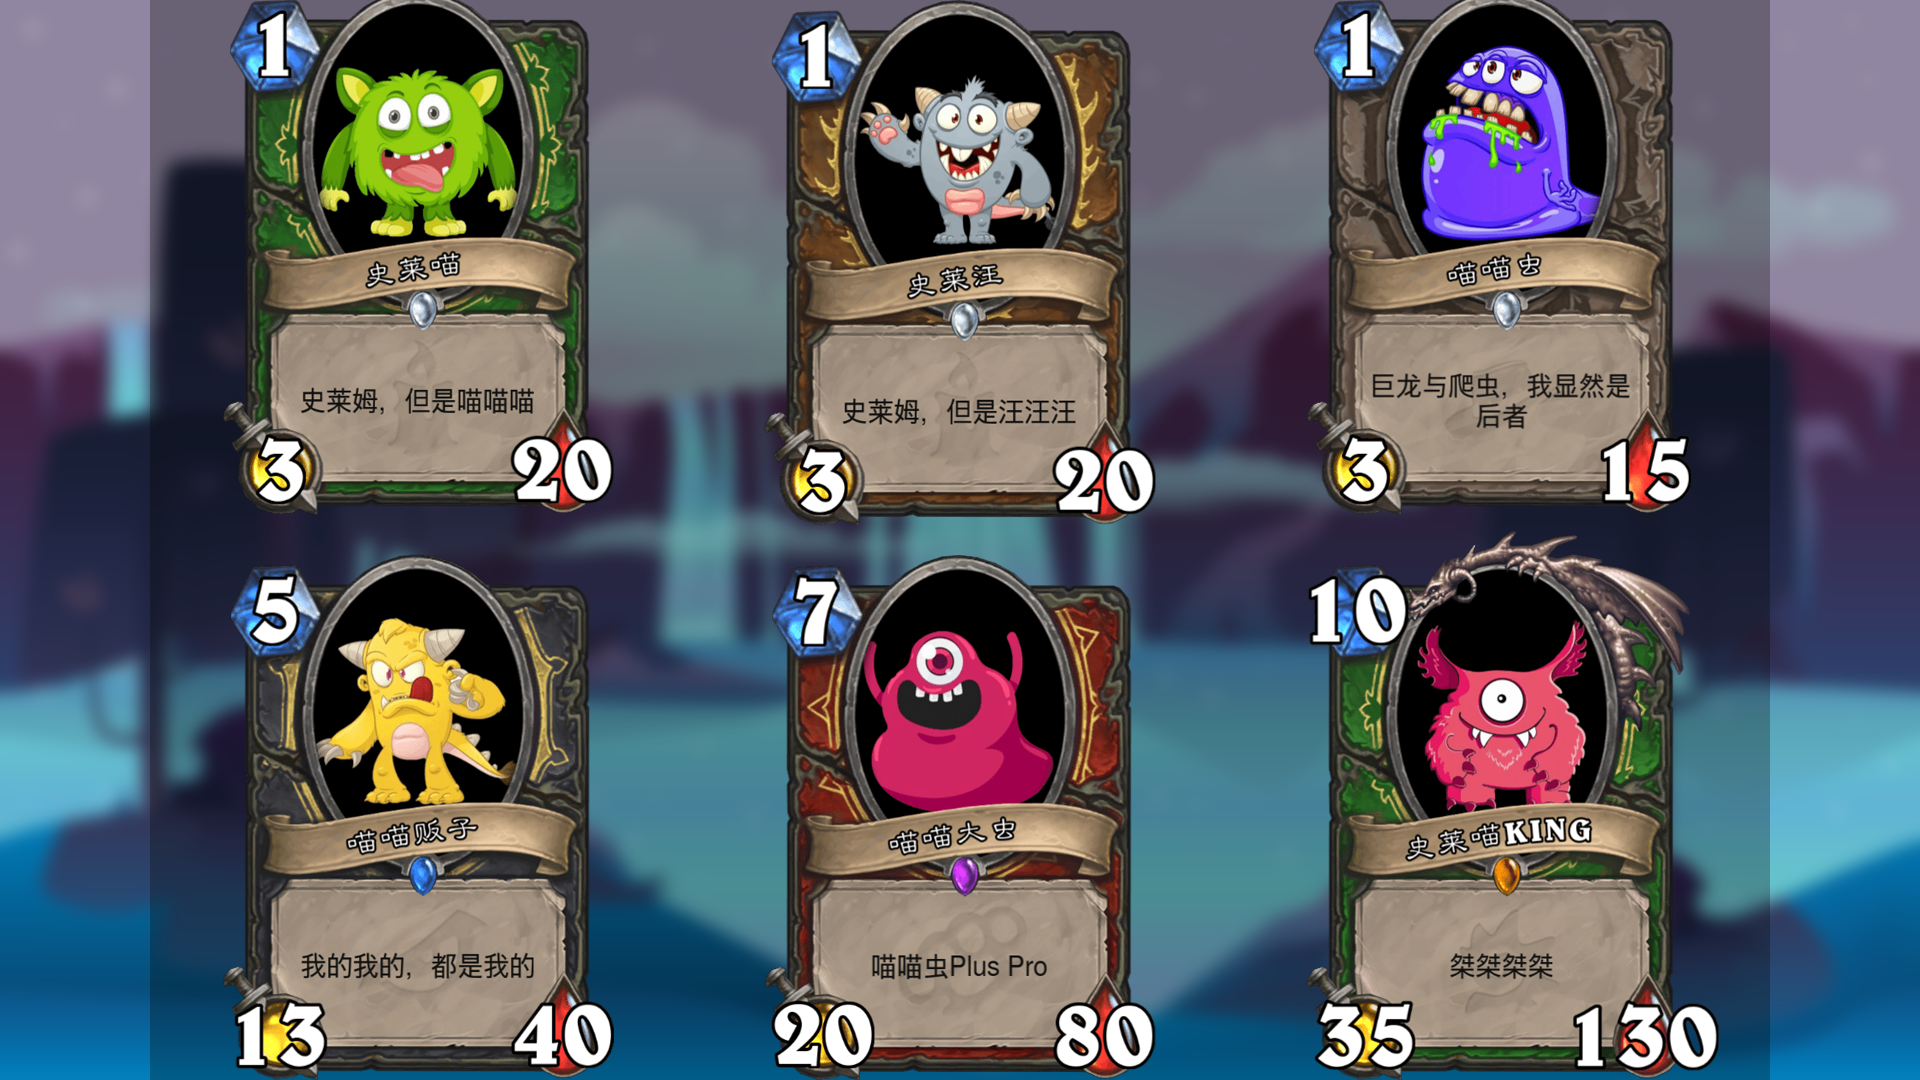 1
史莱喵
史莱姆，但是喵喵喵
3
20
1
史莱汪
史莱姆，但是汪汪汪
3
20
1
喵喵虫
巨龙与爬虫，我显然是
后者
3
15
5
喵喵贩子
我的我的，都是我的
13
40
7
喵喵大虫
喵喵虫Plus Pro
20
80
10
史莱喵KING
桀桀桀桀
35
130